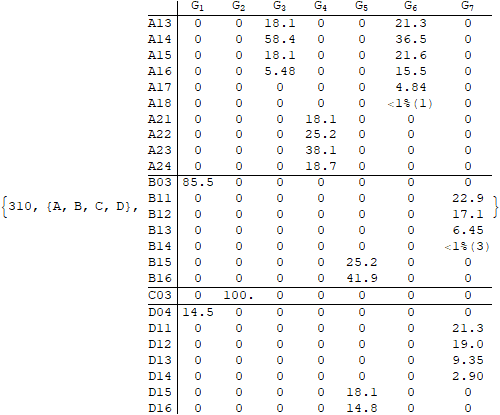 G1 G2 G3 G4 G5 G6 G7
A13 0 0 18.1 0 0 21.3 0
A14 0 0 58.4 0 0 36.5 0
A15 0 0 18.1 0 0 21.6 0
A16 0 0 5.48 0 0 15.5 0
A17 0 0 0 0 0 4.84 0
A18 0 0 0 0 0 <1%(1) 0
A21 0 0 0 18.1 0 0 0
A22 0 0 0 25.2 0 0 0
A23 0 0 0 38.1 0 0 0
A24 0 0 0 18.7 0 0 0
B03 85.5 0 0 0 0 0 0
B11 0 0 0 0 0 0 22.9
{310, {A, B, C, D}, B12 0 0 0 0 0 0 17.1 }
B13 0 0 0 0 0 0 6.45
B14 0 0 0 0 0 0 <1%(3)
B15 0 0 0 0 25.2 0 0
B16 0 0 0 0 41.9 0 0
C03 0 100. 0 0 0 0 0
D04 14.5 0 0 0 0 0 0
D11 0 0 0 0 0 0 21.3
D12 0 0 0 0 0 0 19.0
D13 0 0 0 0 0 0 9.35
D14 0 0 0 0 0 0 2.90
D15 0 0 0 0 18.1 0 0
D16 0 0 0 0 14.8 0 0